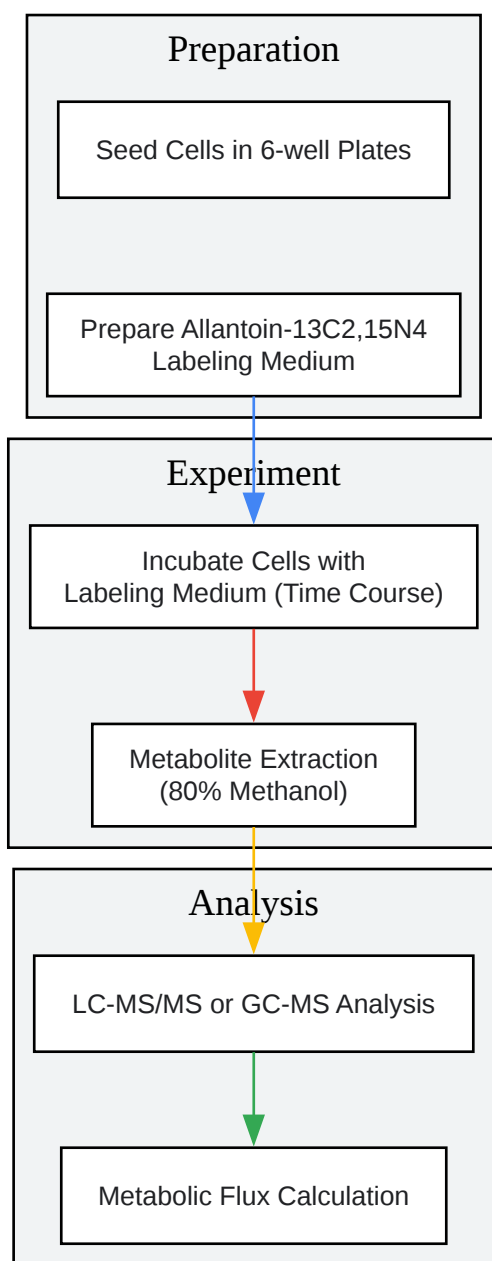 Preparation
Seed Cells in 6-well Plates
Prepare Allantoin-13C2,15N4
Labeling Medium
Experiment
Incubate Cells with
Labeling Medium (Time Course)
Metabolite Extraction
(80% Methanol)
Analysis
LC-MS/MS or GC-MS Analysis
Metabolic Flux Calculation